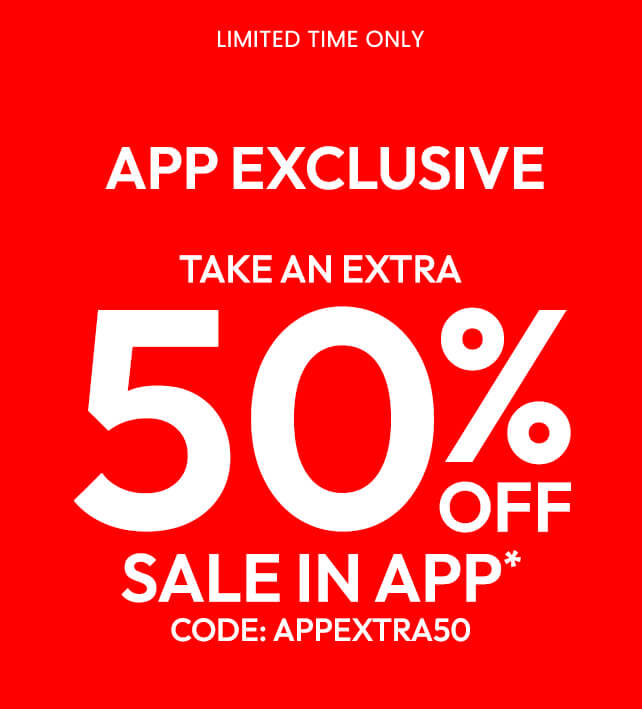 LIMITED TIME ONLY
APP EXCLUSIVE
TAKE AN EXTRA
50%
OFF
SALE IN APP*
CODE: APPEXTRA50